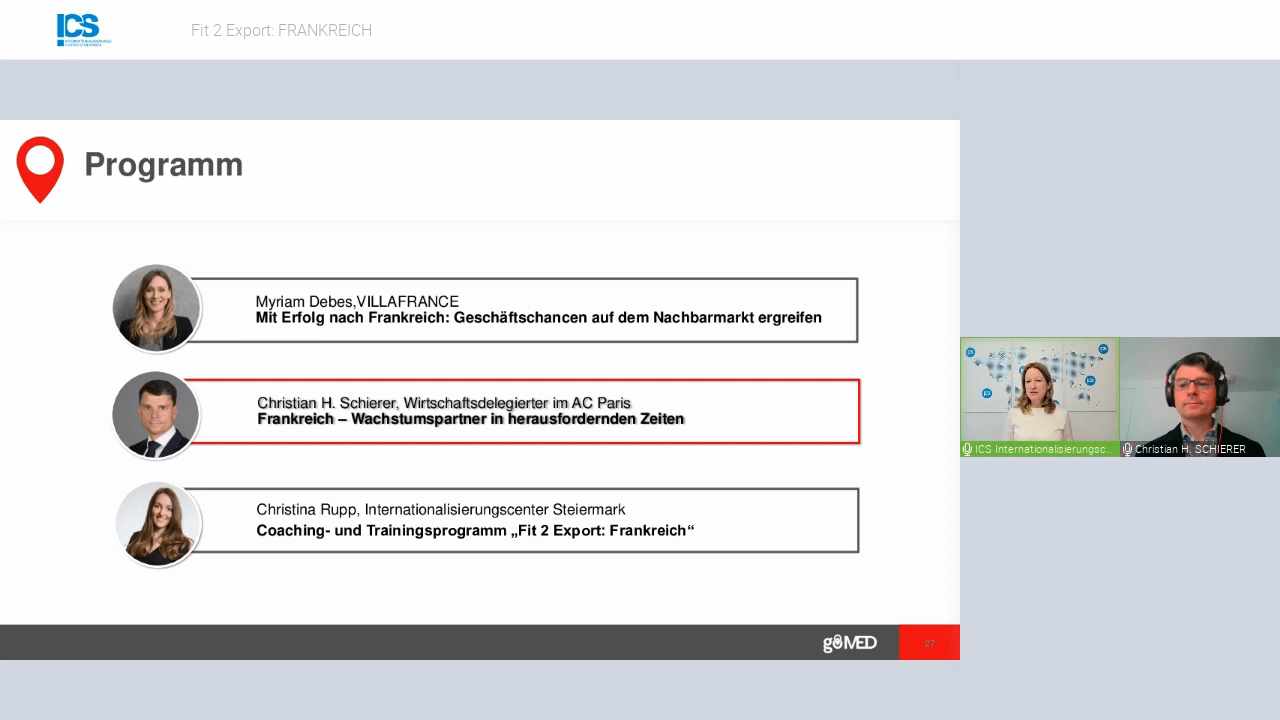 ICS
Fit 2 Export: FRANKREICH
Programm
Myriam Debes,VILLAFRANCE
Mit Erfolg nach Frankreich: Geschäftschancen auf dem Nachbarmarkt ergreifen
Christian H. Schierer, Wirtschaftsdelegierter im AC Paris
Frankreich – Wachstumspartner in herausfordernden Zeiten
Christina Rupp, Internationalisierungscenter Steiermark
Coaching- und Trainingsprogramm „Fit 2 Export: Frankreich“
ICS Internationalisierungsc...
Christian H. SCHIERER
goMED
27